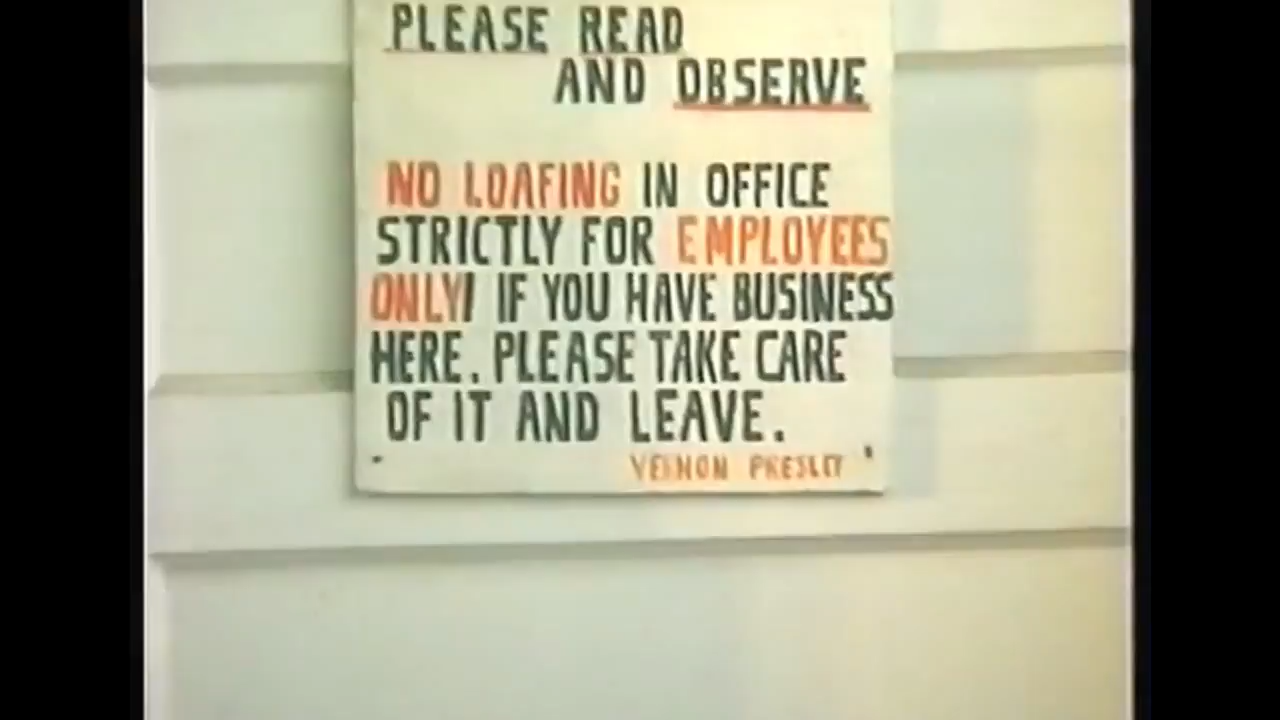 PLEASE READ
AND OBSERVE
NO LOAFING IN OFFICE
STRICTLY FOR EMPLOYEES
ONLY! IF YOU HAVE BUSINESS
HERE. PLEASE TAKE CARE
OF IT AND LEAVE.
VERNON PRESLEY